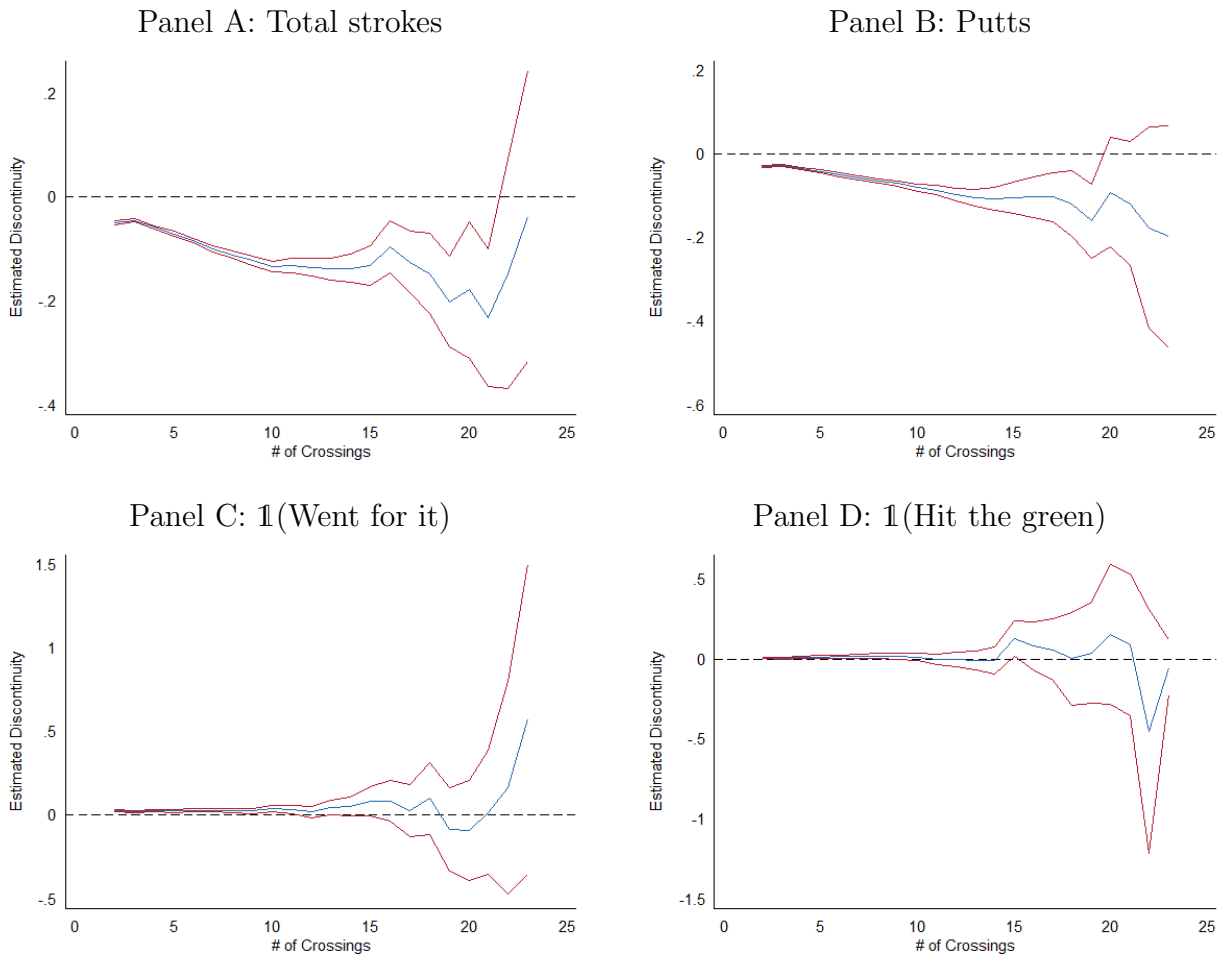 Panel A: Total strokes
Estimated Discontinuity
.2
0
-.2
-.4
0 5 10 15 20 25
# of Crossings
Panel B: Putts
Estimated Discontinuity
.2
0
-.2
-.4
-.6
0 5 10 15 20 25
# of Crossings
Panel C: 𝟙(Went for it)
Estimated Discontinuity
1.5
1
.5
0
-.5
0 5 10 15 20 25
# of Crossings
Panel D: 𝟙(Hit the green)
Estimated Discontinuity
.5
0
-.5
-1
-1.5
0 5 10 15 20 25
# of Crossings